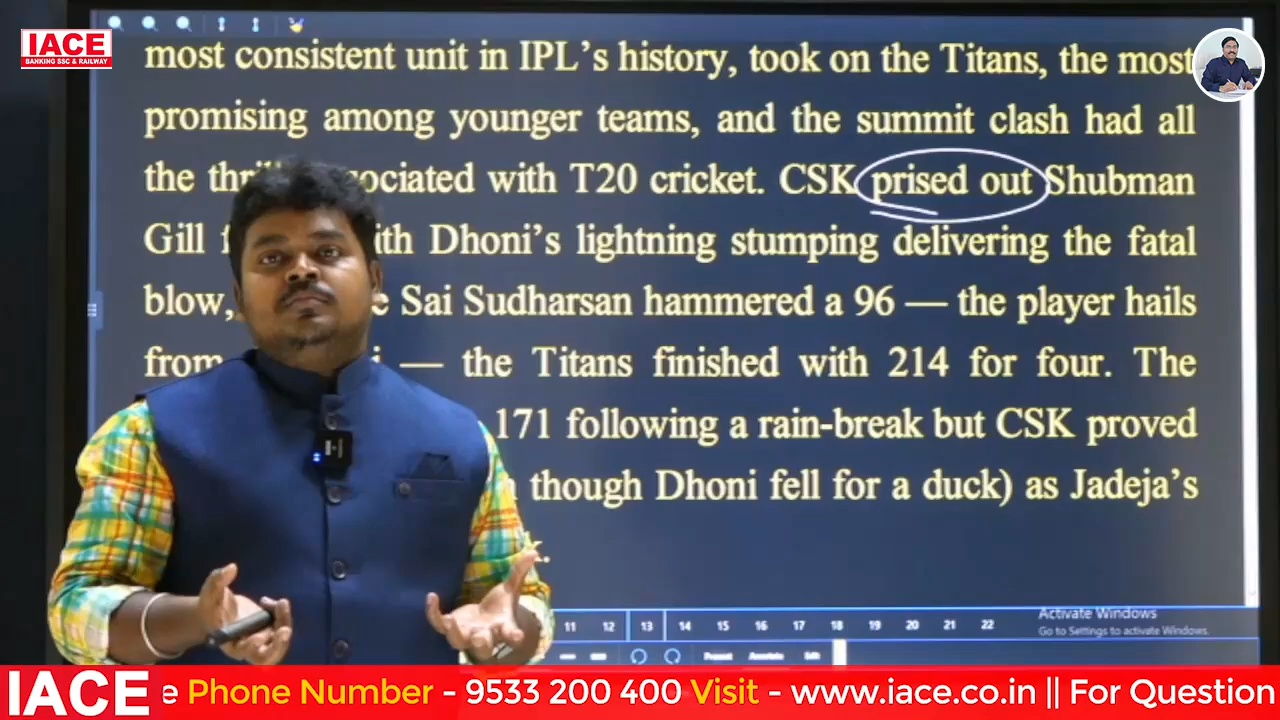 IACE
BANKING SSC & RAILWAY
most consistent unit in IPL's history, took on the Titans, the most
promising among younger teams, and the summit clash had all
the with T20 cricket. CSK prised out Shubman
Gill Dhoni's lightning stumping delivering the fatal
blow, Sai Sudharsan hammered a 96 — the player hails
from — the Titans finished with 214 for four. The
171 following a rain-break but CSK proved
though Dhoni fell for a duck) as Jadeja's
11 12 13 14 15 16 17 18 19 20 21 22
Activate Windows
Go to Settings to activate Windows.
IACE e Phone Number - 9533 200 400 Visit - www.iace.co.in || For Question